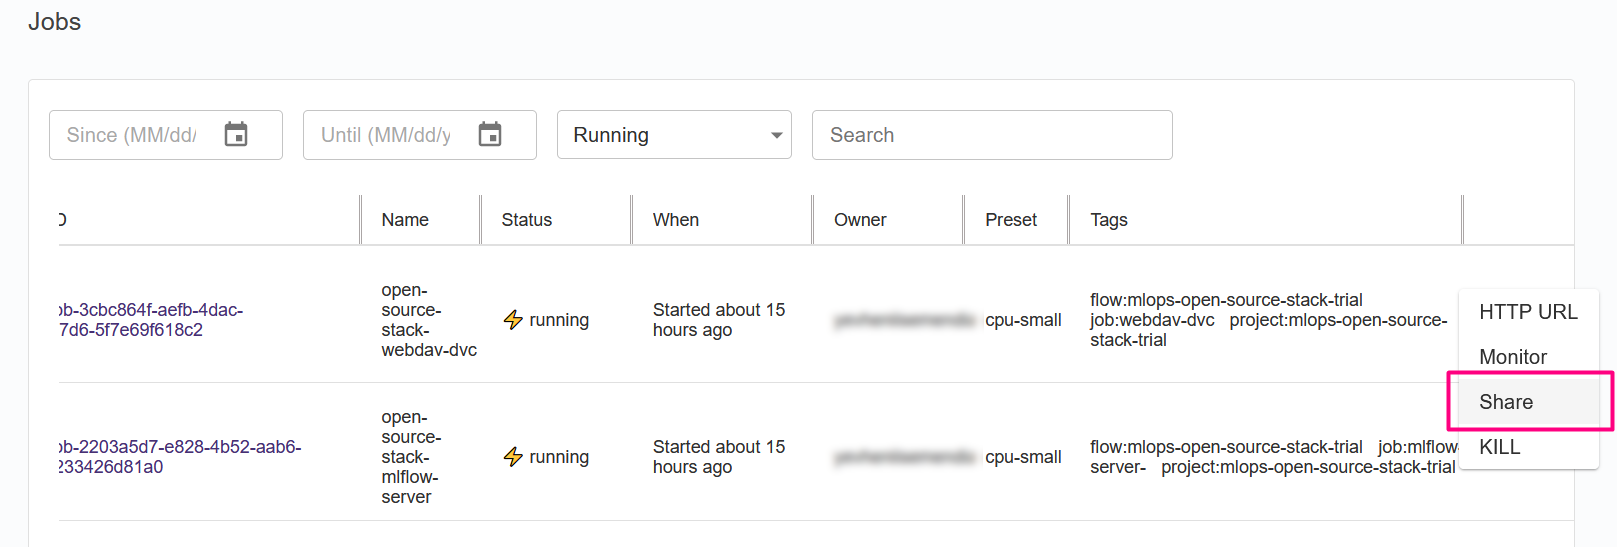 Jobs
Since (MM/dd/
Until (MM/dd/y
Running
Search
D
Name
Status
When
Owner
Preset
Tags
ob-3cbc864f-aefb-4dac-
7d6-5f7e69f618c2
open-
source-
stack-
webdav-dvc
running
Started about 15
hours ago
cpu-small
flow:mlops-open-source-stack-trial
job:webdav-dvc project:mlops-open-source-
stack-trial
HTTP URL
Monitor
Share
KILL
ob-2203a5d7-e828-4b52-aab6-
233426d81a0
open-
source-
stack-
mlflow-
server
running
Started about 15
hours ago
cpu-small
flow:mlops-open-source-stack-trial job:mlflow-
server- project:mlops-open-source-stack-trial